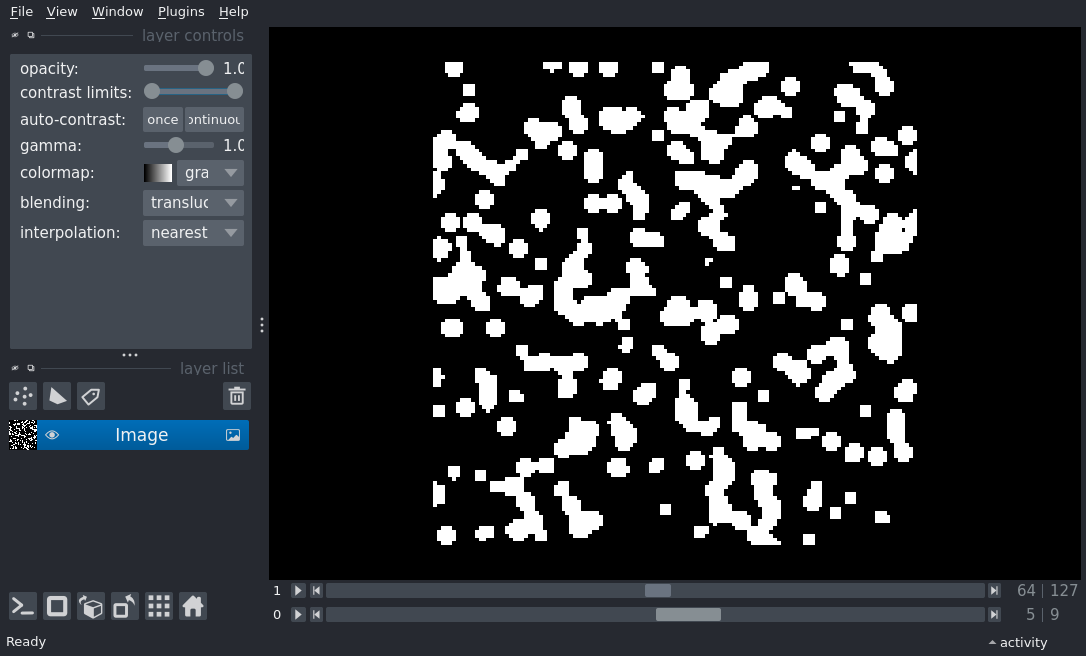 File View Window Plugins Help
layer controls
opacity: 1.0
contrast limits:
auto-contrast: once ontinuou
gamma: 1.0
colormap: gra
blending: transluc
interpolation: nearest
layer list
Image
1 64 127
0 5 9
Ready activity